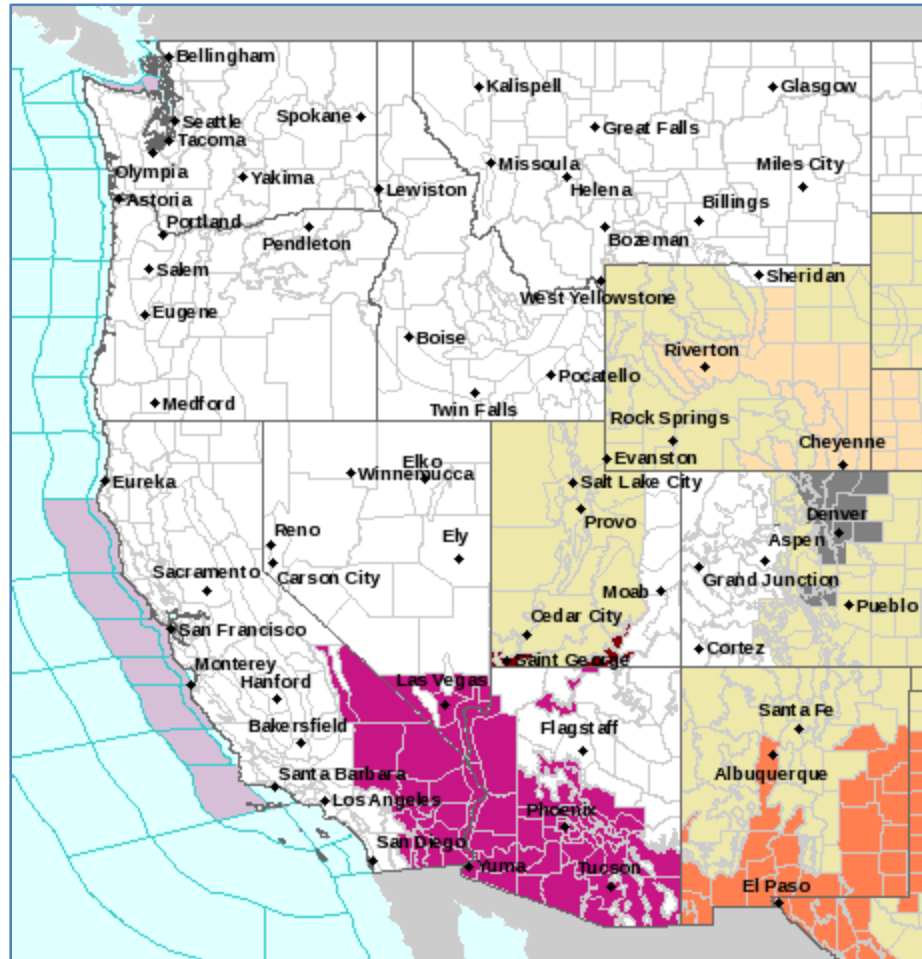 Bellingham
Kalispell
Glasgow
Seattle
Spokane
Great Falls
Tacoma
Olympia
Missoula
Miles City
Yakima
Lewiston
Helena
Astoria
Billings
Portland
Pendleton
Bozeman
Salem
Sheridan
West Yellowstone
Eugene
Boise
Riverton
Pocatello
Medford
Twin Falls
Rock Springs
Cheyenne
Elko
Evanston
Winnemucca
Eureka
Salt Lake City
Provo
Denver
Reno
Ely
Aspen
Sacramento
Carson City
Grand Junction
Moab
Pueblo
Cedar City
San Francisco
Cortez
Saint George
Monterey
Las Vegas
Hanford
Santa Fe
Bakersfield
Flagstaff
Albuquerque
Santa Barbara
Los Angeles
Phoenix
San Diego
Yuma
Tucson
El Paso